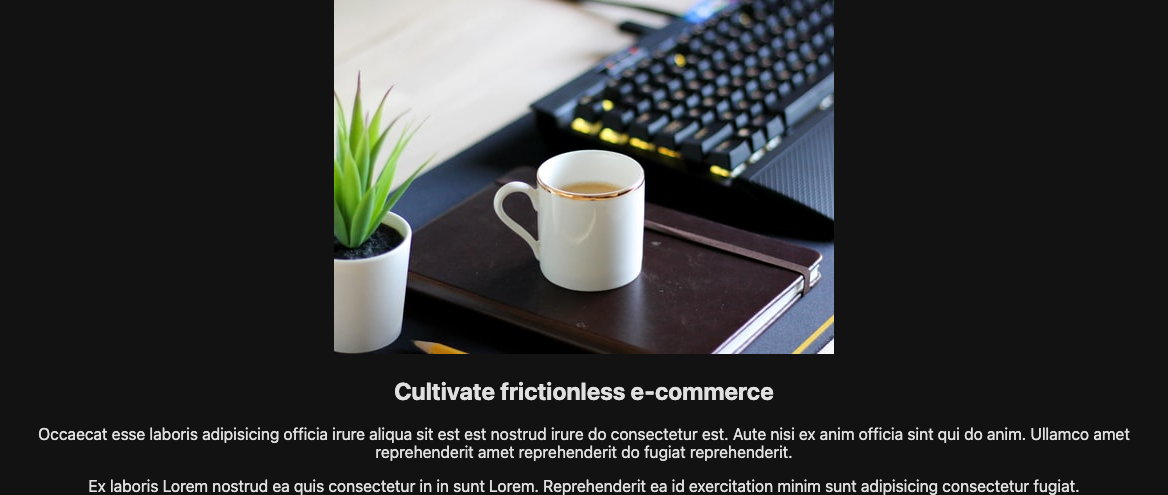 Cultivate frictionless e-commerce
Occaecat esse laboris adipisicing officia irure aliqua sit est est nostrud irure do consectetur est. Aute nisi ex anim officia sint qui do anim. Ullamco amet
reprehenderit amet reprehenderit do fugiat reprehenderit.
Ex laboris Lorem nostrud ea quis consectetur in in sunt Lorem. Reprehenderit ea id exercitation minim sunt adipisicing consectetur fugiat.